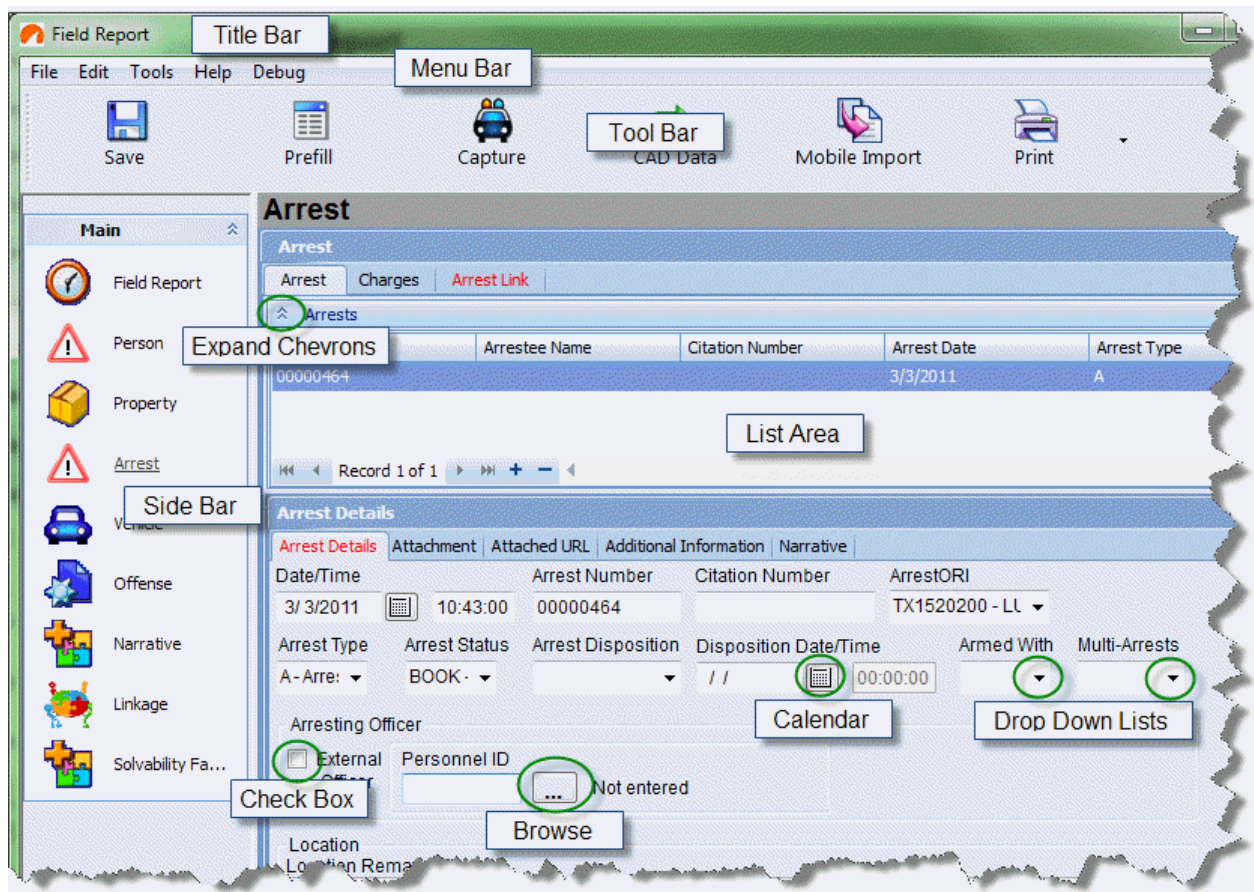 Field Report
Title Bar
File Edit Tools Help Debug
Menu Bar
Tool Bar
Save Prefill Capture CAD Data Mobile Import Print
Main
Field Report
Person
Property
Arrest
Side Bar
Vehicle
Offense
Narrative
Linkage
Solvability Fa...
Arrest
Arrest
Arrest Charges Arrest Link
Arrests
Expand Chevrons
Arrestee Name Citation Number Arrest Date Arrest Type
00000464 3/3/2011 A
List Area
Record 1 of 1
Arrest Details
Arrest Details Attachment Attached URL Additional Information Narrative
Date/Time Arrest Number Citation Number ArrestORI
3/ 3/2011 10:43:00 00000464 TX1520200 - LU
Arrest Type Arrest Status Arrest Disposition Disposition Date/Time Armed With Multi-Arrests
A - Arre: BOOK - / / 00:00:00
Calendar
Drop Down Lists
Arresting Officer
External Officer
Personnel ID
... Not entered
Check Box
Browse
Location
Location Rema